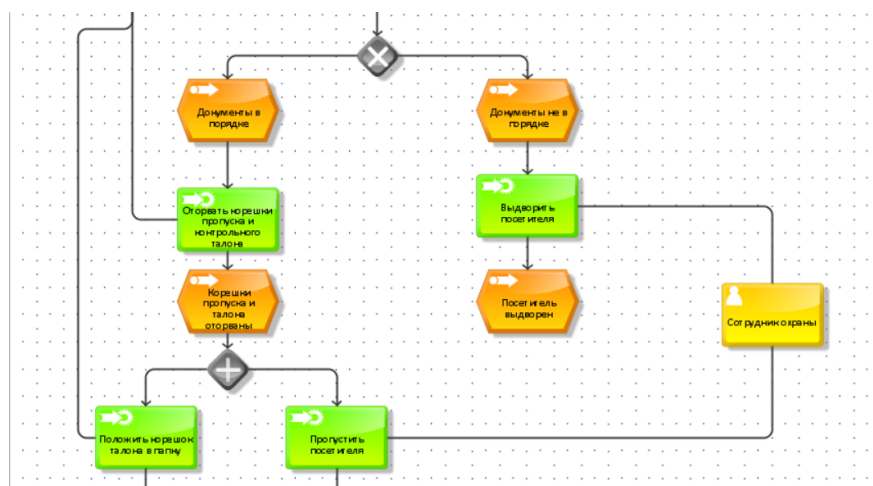 Документы в
порядке
Документы не в
порядке
Оторвать корешки
пропуска и
контрольного
талона
Выдворить
посетителя
Корешки
пропуска и
талона
оторваны
Посетитель
выдворен
Сотрудник охраны
Положить корешок
талона в папку
Пропустить
посетителя